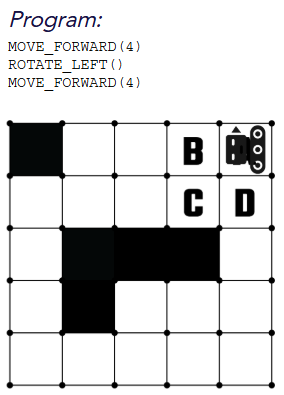 Program:
MOVE_FORWARD(4)
ROTATE_LEFT()
MOVE_FORWARD(4)
B
C D